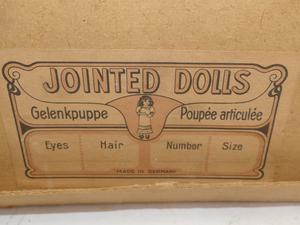 JOINTED DOLLS
Gelenkpuppe Poupée articulée
Eyes Hair Number Size
MADE IN GERMANY